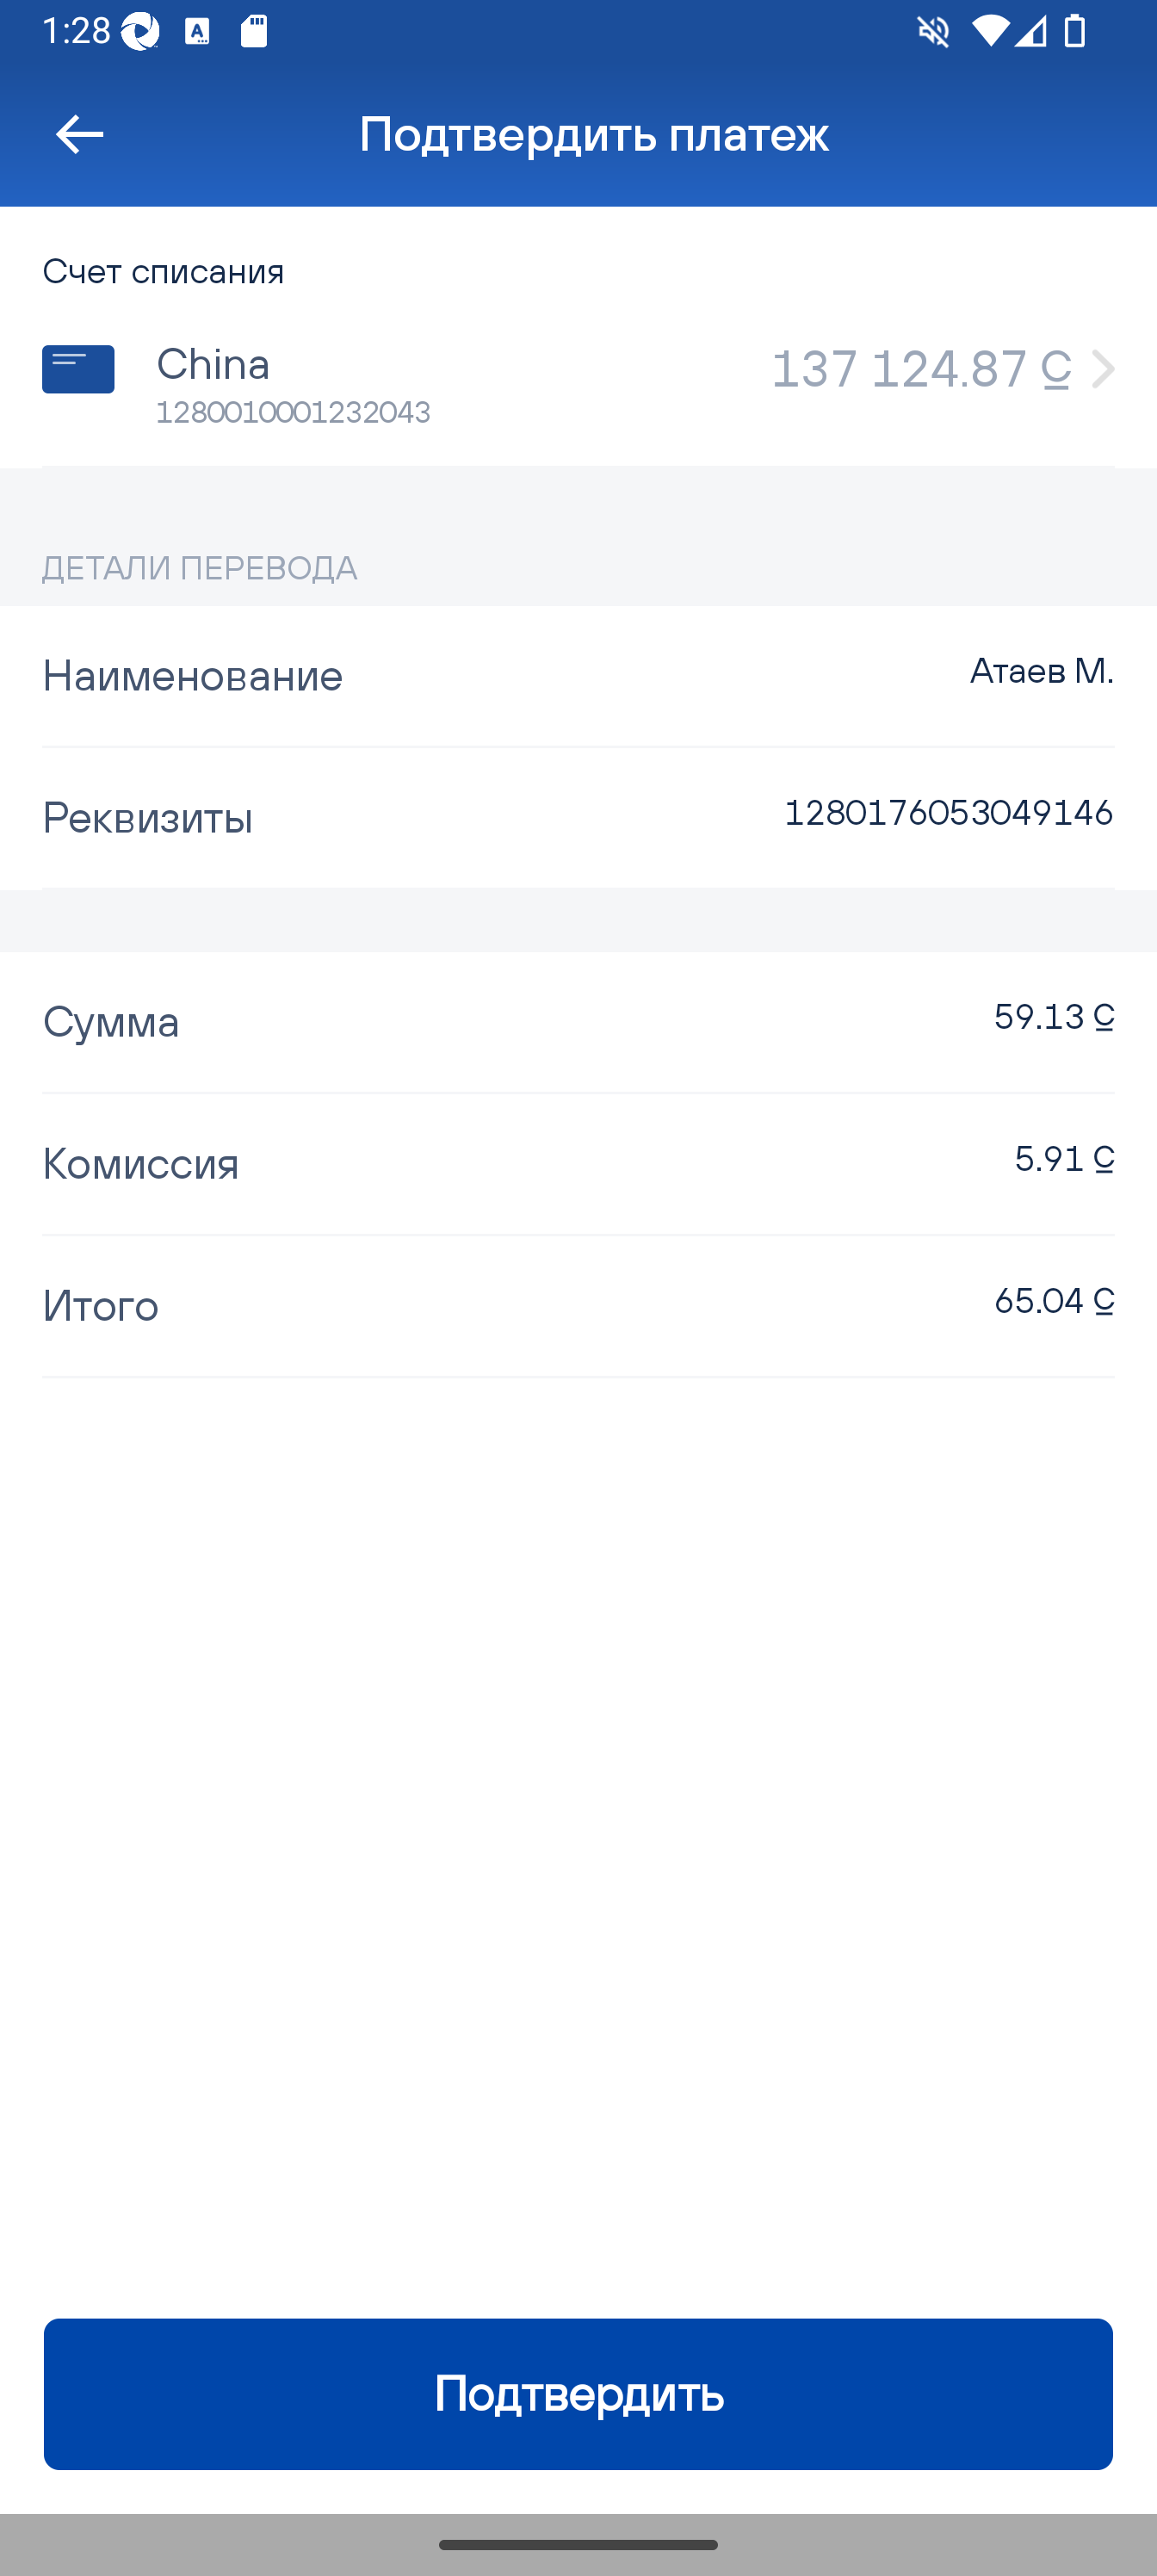 1:28
Подтвердить платеж
Счет списания
China
137 124.87 С
1280010001232043
ДЕТАЛИ ПЕРЕВОДА
Наименование
Атаев М.
Реквизиты
1280176053049146
Сумма
59.13 С
Комиссия
5.91 С
Итого
65.04 С
Подтвердить